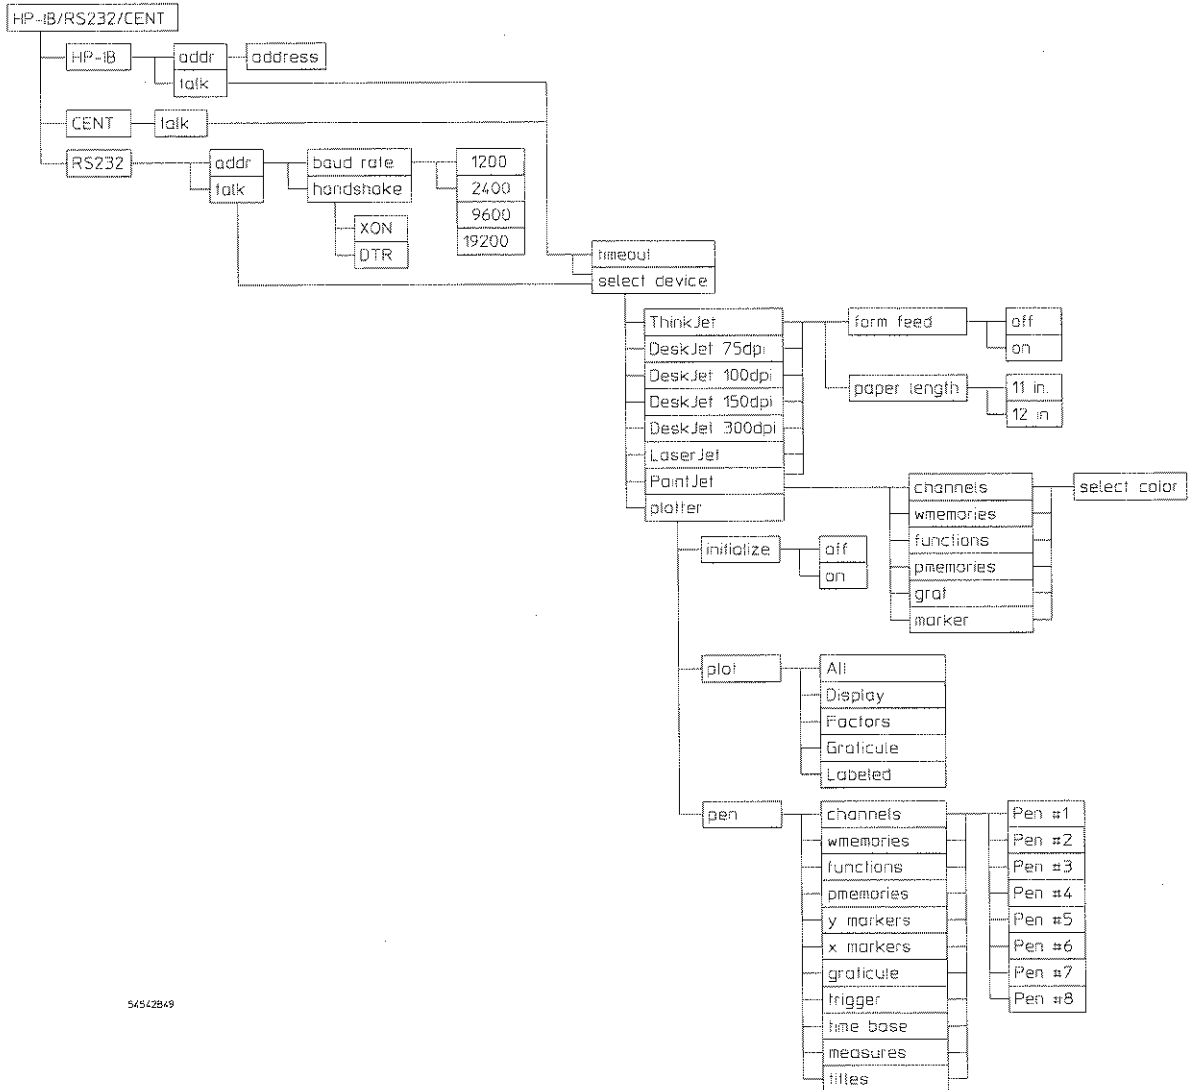 HP-IB/RS232/CENT
HP-IB
addr
address
talk
CENT
talk
RS232
addr
talk
baud rate
handshake
1200
2400
9600
19200
XON
DTR
timeout
select device
ThinkJet
DeskJet 75dpi
DeskJet 100dpi
DeskJet 150dpi
DeskJet 300dpi
LaserJet
PaintJet
plotter
form feed
off
on
paper length
11 in.
12 in
channels
wmemories
functions
pmemories
grat
marker
select color
initialize
off
on
plot
All
Display
Factors
Graticule
Labeled
pen
channels
wmemories
functions
pmemories
y markers
x markers
graticule
trigger
time base
measures
titles
Pen #1
Pen #2
Pen #3
Pen #4
Pen #5
Pen #6
Pen #7
Pen #8
54542B49